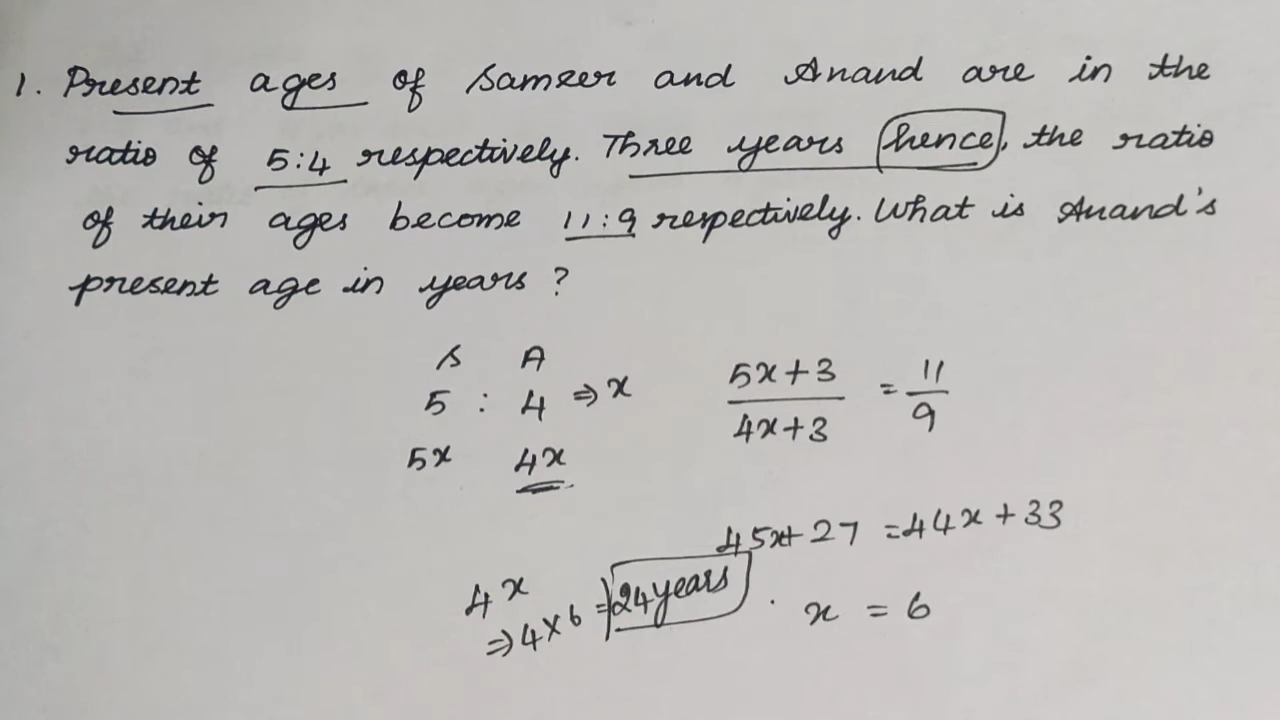 1. Present ages of Sameer and Anand are in the
ratio of 5:4 respectively. Three years hence, the ratio
of their ages become 11:9 respectively. What is Anand's
present age in years ?
S A
5 : 4 ⇒ x
5x 4x
5x+3 / 4x+3 = 11/9
45x+27 = 44x+33
x = 6
4x
⇒ 4×6 = 24years